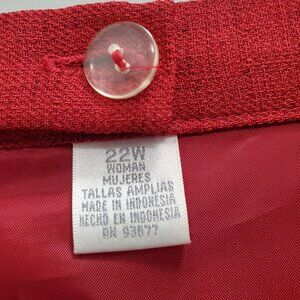 22W
WOMAN
MUJERES
TALLAS AMPLIAS
MADE IN INDONESIA
HECHO EN INDONESIA
RN 93677